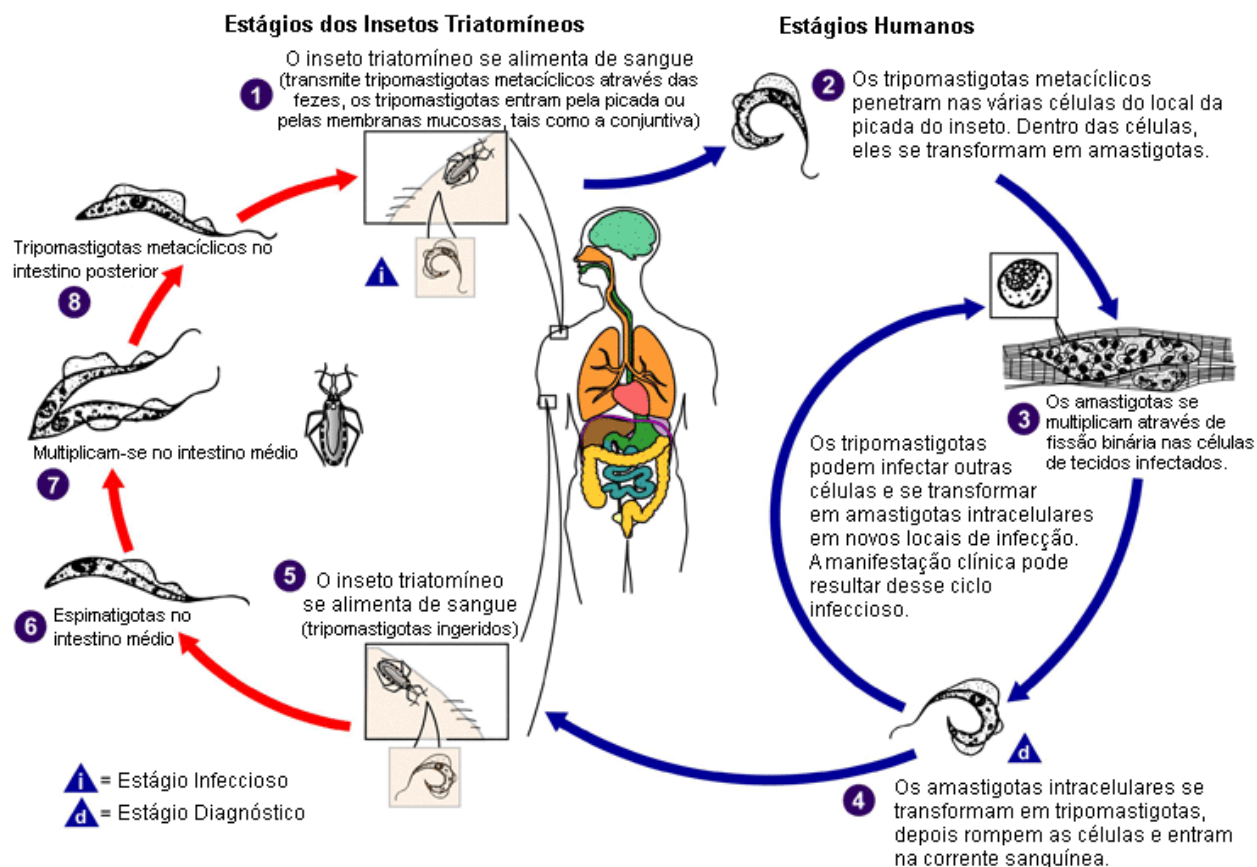 Estágios dos Insetos Triatomíneos
Estágios Humanos
1
O inseto triatomíneo se alimenta de sangue
(transmite tripomastigotas metacíclicos através das
fezes, os tripomastigotas entram pela picada ou
pelas membranas mucosas, tais como a conjuntiva)
i
2
Os tripomastigotas metacíclicos
penetram nas várias células do local da
picada do inseto. Dentro das células,
eles se transformam em amastigotas.
3
Os amastigotas se
multiplicam através de
fissão binária nas células
de tecidos infectados.
Os tripomastigotas
podem infectar outras
células e se transformar
em amastigotas intracelulares
em novos locais de infecção.
A manifestação clínica pode
resultar desse ciclo
infeccioso.
d
4
Os amastigotas intracelulares se
transformam em tripomastigotas,
depois rompem as células e entram
na corrente sanguínea.
5
O inseto triatomíneo
se alimenta de sangue
(tripomastigotas ingeridos)
6
Espimatigotas no
intestino médio
Multiplicam-se no intestino médio
7
Tripomastigotas metacíclicos no
intestino posterior
8
i = Estágio Infeccioso
d = Estágio Diagnóstico